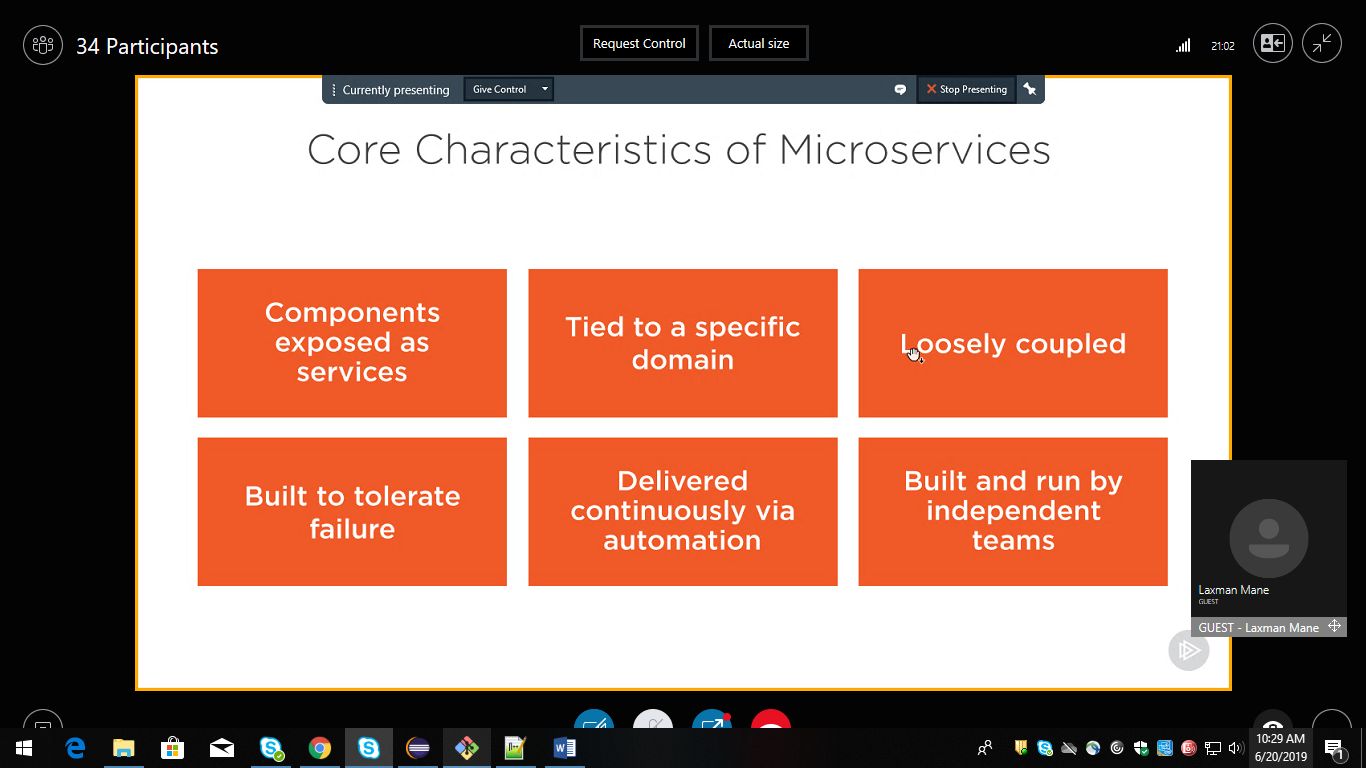 34 Participants
Request Control
Actual size
21:02
Currently presenting
Give Control
Stop Presenting
Core Characteristics of Microservices
Components
exposed as
services
Tied to a specific
domain
Loosely coupled
Built to tolerate
failure
Delivered
continuously via
automation
Built and run by
independent
teams
Laxman Mane
GUEST
GUEST - Laxman Mane
10:29 AM
6/20/2019
1